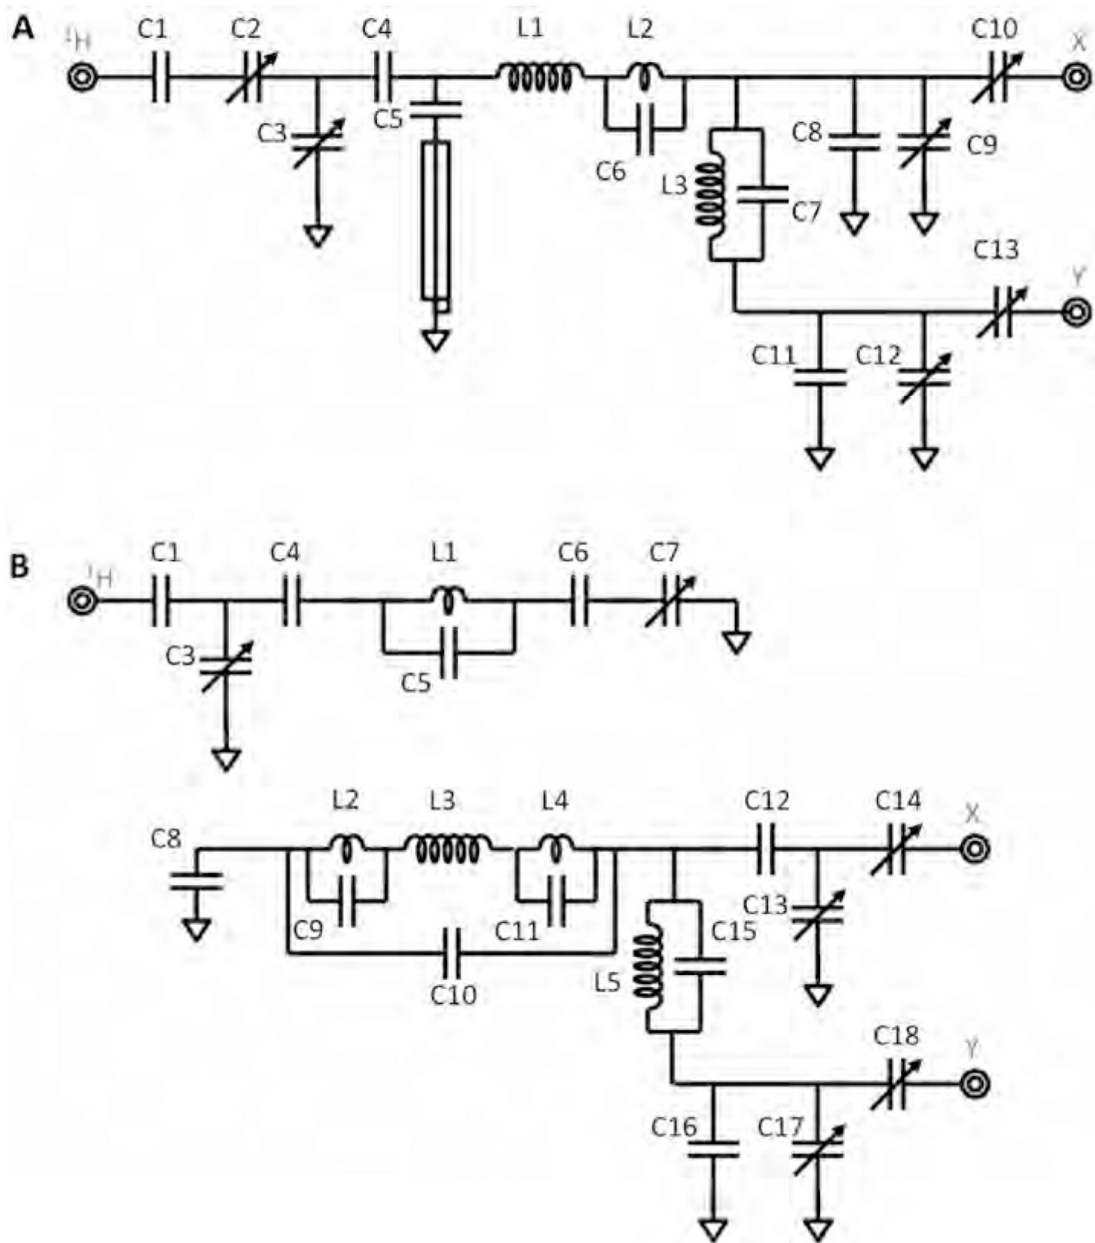 A
¹H C1 C2 C4 L1 L2 C10 X
C3 C5 C6 L3 C7 C8 C9
C13 Y
C11 C12
B
¹H C1 C4 L1 C6 C7
C3 C5
C8 L2 L3 L4 C12 C14 X
C9 C11 C10 L5 C15 C13
C18 Y
C16 C17